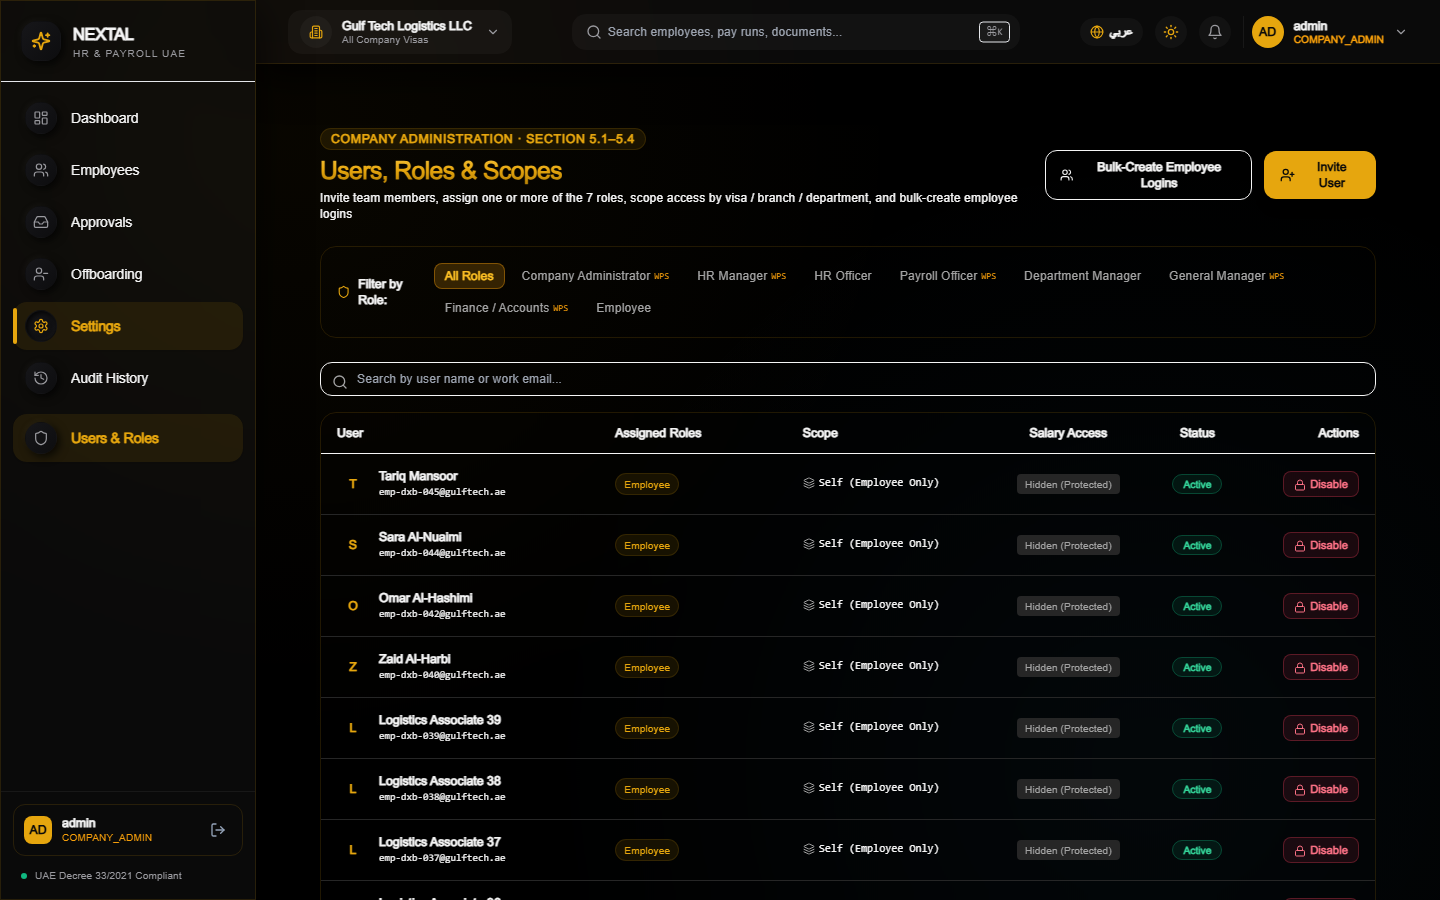 NEXTAL
HR & PAYROLL UAE
Gulf Tech Logistics LLC
All Company Visas
Search employees, pay runs, documents...
⌘K
عربي
AD
admin
COMPANY_ADMIN
Dashboard
Employees
Approvals
Offboarding
Settings
Audit History
Users & Roles
COMPANY ADMINISTRATION · SECTION 5.1–5.4
Users, Roles & Scopes
Invite team members, assign one or more of the 7 roles, scope access by visa / branch / department, and bulk-create employee
logins
Bulk-Create Employee
Logins
Invite
User
Filter by
Role:
All Roles
Company Administrator WPS
HR Manager WPS
HR Officer
Payroll Officer WPS
Department Manager
General Manager WPS
Finance / Accounts WPS
Employee
Search by user name or work email...
User Assigned Roles Scope Salary Access Status Actions
T Tariq Mansoor
emp-dxb-045@gulftech.ae
Employee Self (Employee Only) Hidden (Protected) Active Disable
S Sara Al-Nuaimi
emp-dxb-044@gulftech.ae
Employee Self (Employee Only) Hidden (Protected) Active Disable
O Omar Al-Hashimi
emp-dxb-042@gulftech.ae
Employee Self (Employee Only) Hidden (Protected) Active Disable
Z Zaid Al-Harbi
emp-dxb-040@gulftech.ae
Employee Self (Employee Only) Hidden (Protected) Active Disable
L Logistics Associate 39
emp-dxb-039@gulftech.ae
Employee Self (Employee Only) Hidden (Protected) Active Disable
L Logistics Associate 38
emp-dxb-038@gulftech.ae
Employee Self (Employee Only) Hidden (Protected) Active Disable
L Logistics Associate 37
emp-dxb-037@gulftech.ae
Employee Self (Employee Only) Hidden (Protected) Active Disable
AD
admin
COMPANY_ADMIN
UAE Decree 33/2021 Compliant